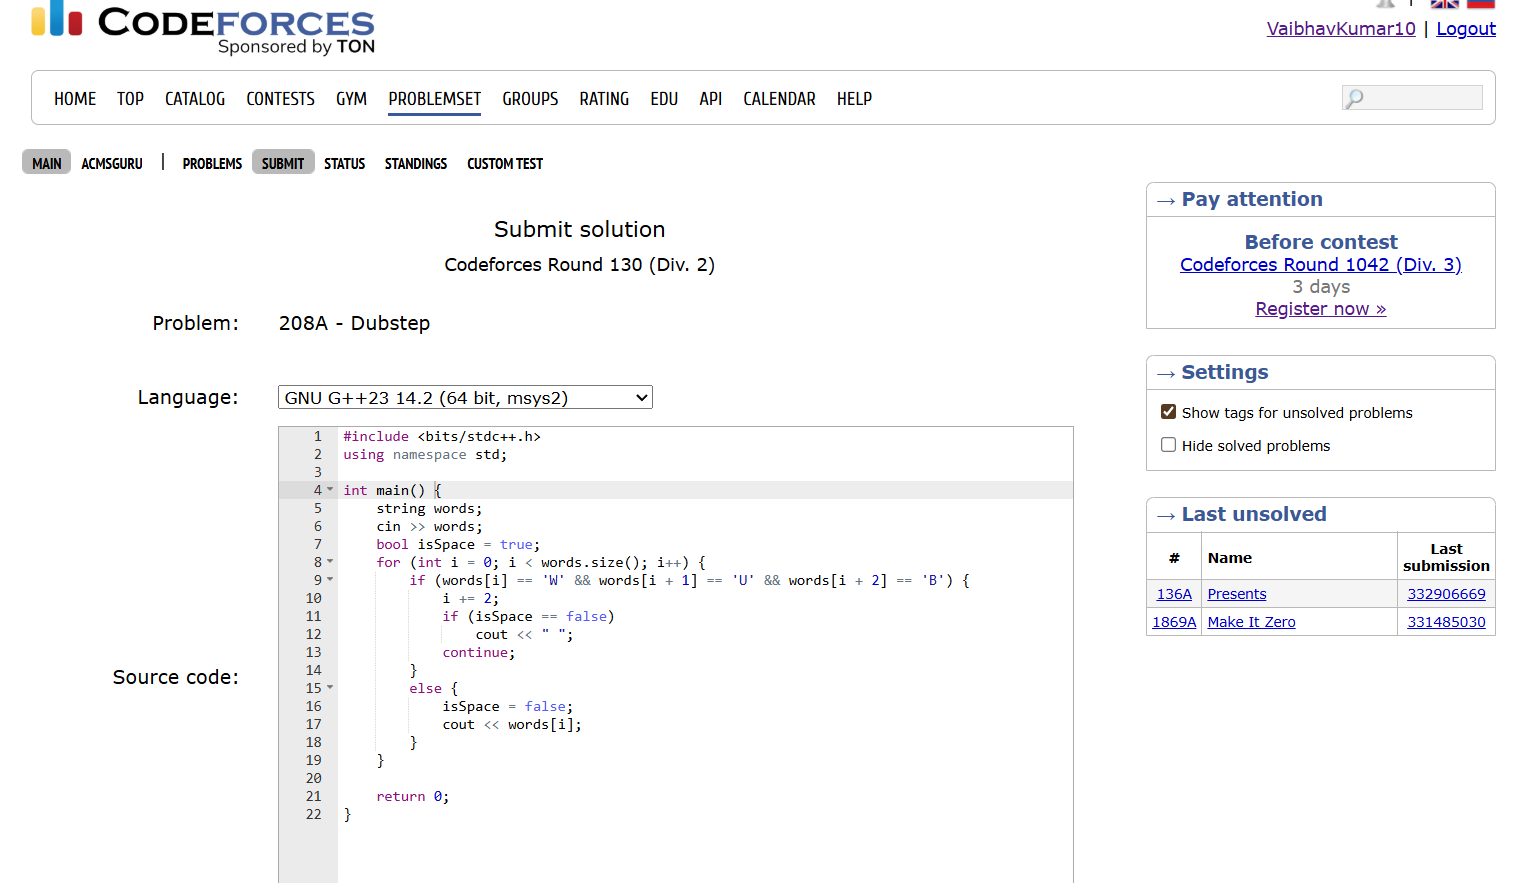 CODEFORCES
Sponsored by TON
VaibhavKumar10 | Logout
HOME TOP CATALOG CONTESTS GYM PROBLEMSET GROUPS RATING EDU API CALENDAR HELP
MAIN ACMSGURU | PROBLEMS SUBMIT STATUS STANDINGS CUSTOM TEST
Submit solution
Codeforces Round 130 (Div. 2)
Problem: 208A - Dubstep
Language: GNU G++23 14.2 (64 bit, msys2)
Source code:
1 #include <bits/stdc++.h>
2 using namespace std;
3
4 int main() {
5     string words;
6     cin >> words;
7     bool isSpace = true;
8     for (int i = 0; i < words.size(); i++) {
9         if (words[i] == 'W' && words[i + 1] == 'U' && words[i + 2] == 'B') {
10             i += 2;
11             if (isSpace == false)
12                 cout << " ";
13             continue;
14         }
15         else {
16             isSpace = false;
17             cout << words[i];
18         }
19     }
20
21     return 0;
22 }
→ Pay attention
Before contest
Codeforces Round 1042 (Div. 3)
3 days
Register now »
→ Settings
Show tags for unsolved problems
Hide solved problems
→ Last unsolved
# Name Last submission
136A Presents 332906669
1869A Make It Zero 331485030